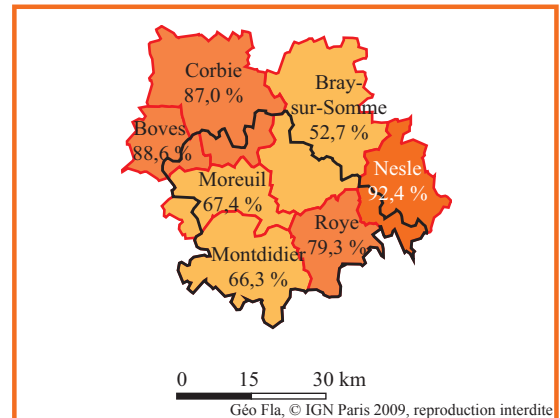 Corbie
87,0 %
Bray-
sur-Somme
52,7 %
Boves
88,6 %
Nesle
92,4 %
Moreuil
67,4 %
Roye
79,3 %
Montdidier
66,3 %
0 15 30 km
Géo Fla, © IGN Paris 2009, reproduction interdite